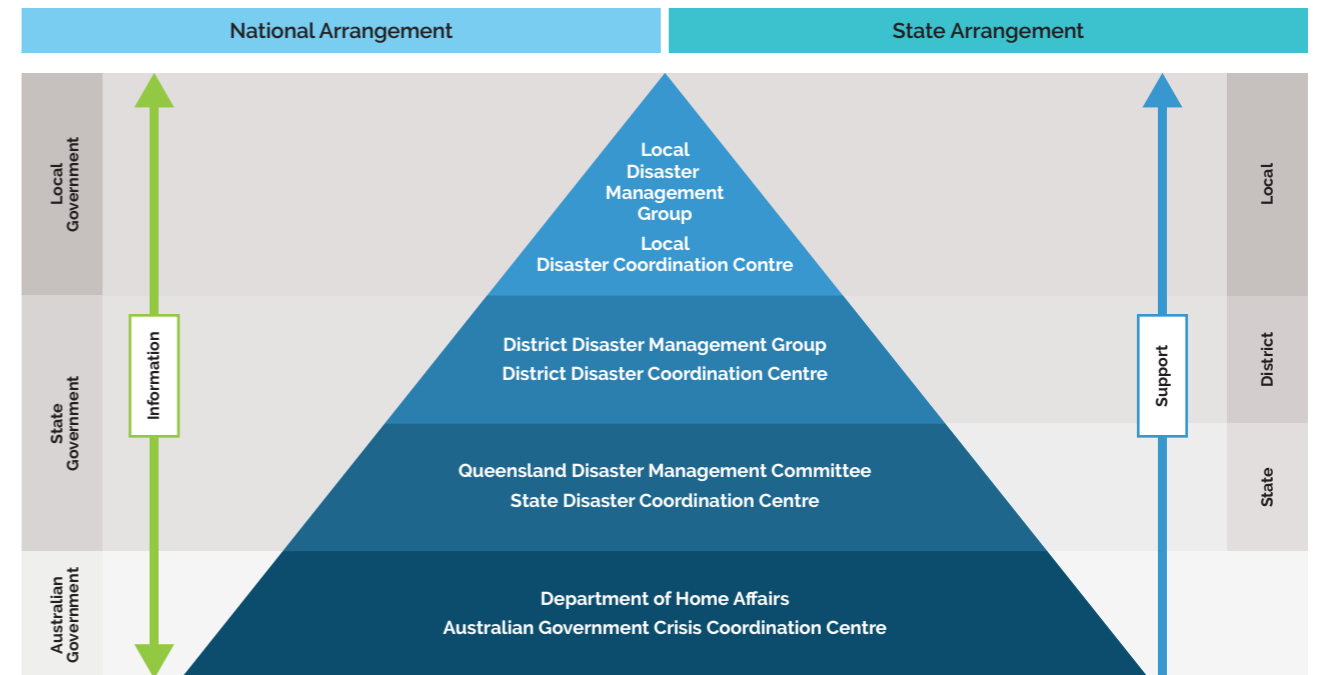 National Arrangement
State Arrangement
Local
Government
Local
Disaster
Management
Group
Local
Disaster Coordination Contre
Local
State
Government
Information
District Disaster Management Group
District Disaster Coordination Centre
Support
District
Queensland Disaster Management Committee
State Disaster Coordination Centre
State
Australian
Government
Department of Home Affairs
Australian Government Crisis Coordination Centre